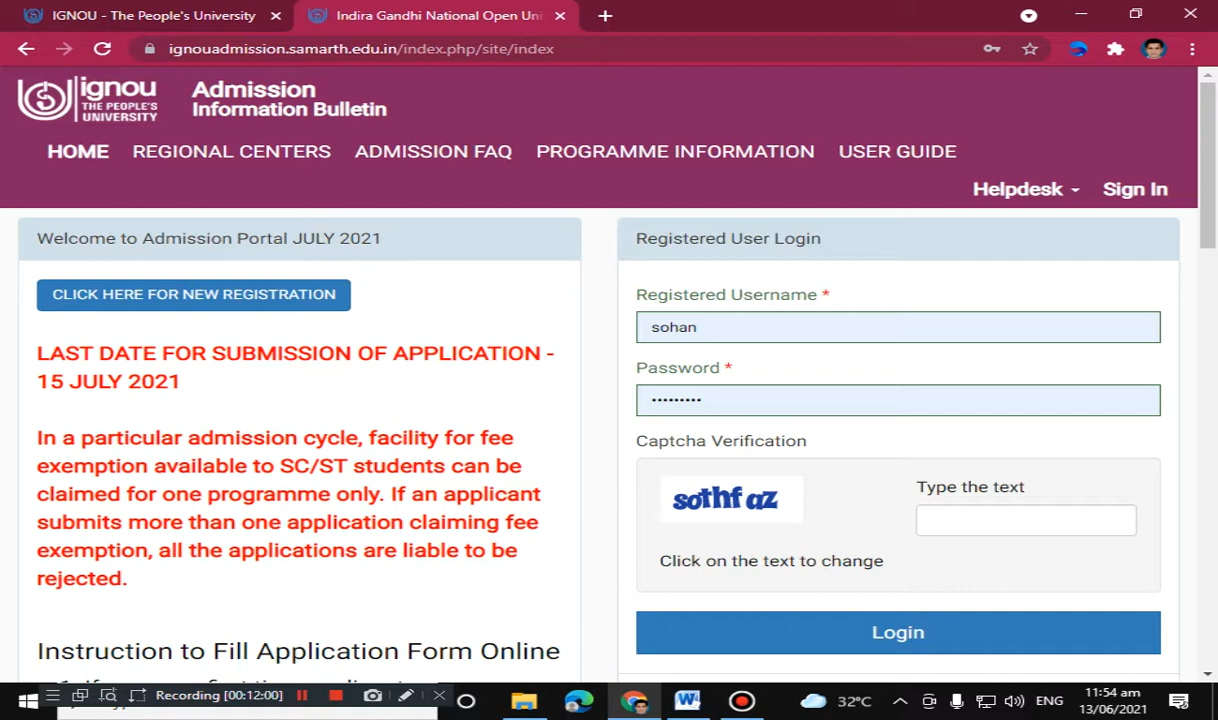 IGNOU - The People's University
Indira Gandhi National Open Uni
ignouadmission.samarth.edu.in/index.php/site/index
ignou
THE PEOPLE'S
UNIVERSITY
Admission
Information Bulletin
HOME REGIONAL CENTERS ADMISSION FAQ PROGRAMME INFORMATION USER GUIDE
Helpdesk Sign In
Welcome to Admission Portal JULY 2021
CLICK HERE FOR NEW REGISTRATION
LAST DATE FOR SUBMISSION OF APPLICATION -
15 JULY 2021
In a particular admission cycle, facility for fee
exemption available to SC/ST students can be
claimed for one programme only. If an applicant
submits more than one application claiming fee
exemption, all the applications are liable to be
rejected.
Instruction to Fill Application Form Online
Registered User Login
Registered Username *
sohan
Password *
•••••••••
Captcha Verification
sothfaz
Type the text
Click on the text to change
Login
Recording [00:12:00]
32°C
ENG
11:54 am
13/06/2021